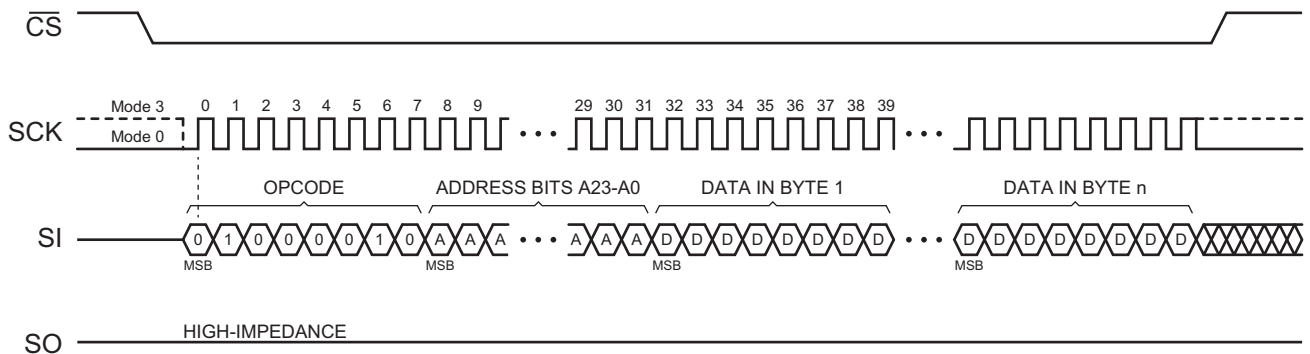 CS
Mode 3 0 1 2 3 4 5 6 7 8 9 29 30 31 32 33 34 35 36 37 38 39
SCK Mode 0 • • • • • •
OPCODE ADDRESS BITS A23-A0 DATA IN BYTE 1 DATA IN BYTE n
SI 0 1 0 0 0 0 1 0 A A A • • • A A A D D D D D D D D • • • D D D D D D D D
MSB MSB MSB MSB
HIGH-IMPEDANCE
SO